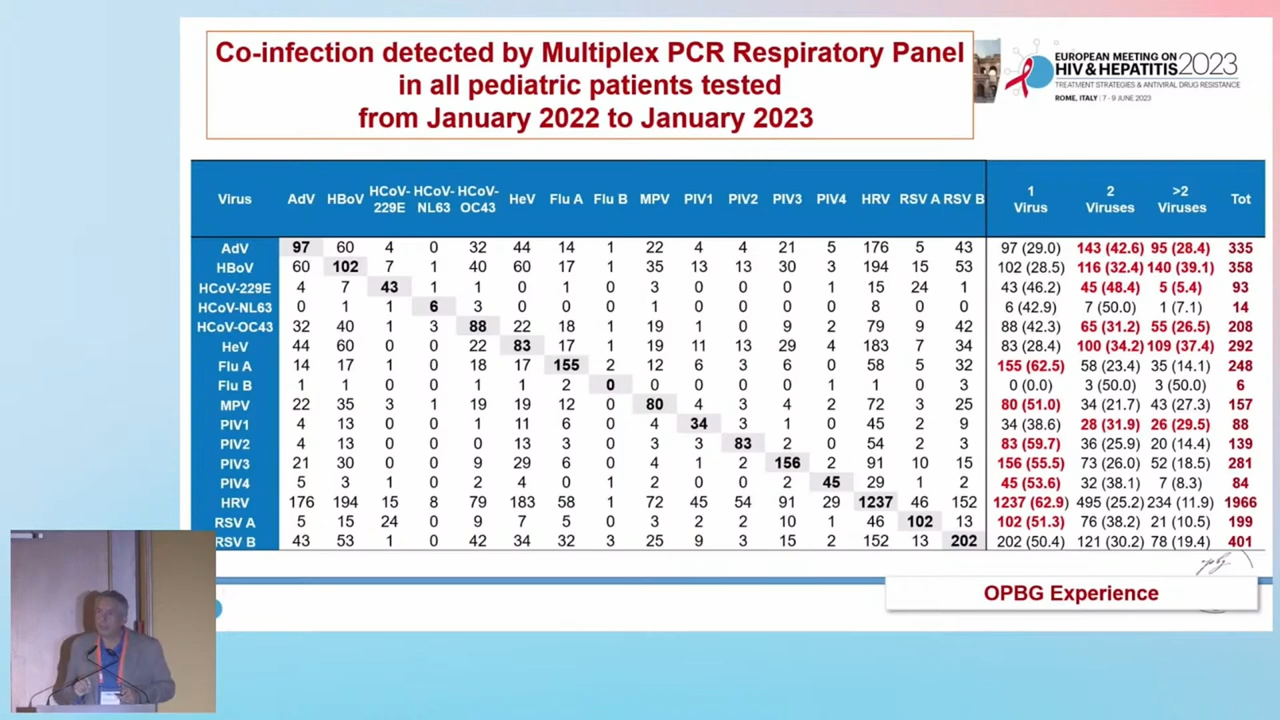 Co-infection detected by Multiplex PCR Respiratory Panel
in all pediatric patients tested
from January 2022 to January 2023
EUROPEAN MEETING ON
HIV & HEPATITIS 2023
TREATMENT STRATEGIES & ANTIVIRAL DRUG RESISTANCE
ROME, ITALY | 7 - 9 JUNE 2023
Virus AdV HBoV HCoV-229E HCoV-NL63 HCoV-OC43 HeV Flu A Flu B MPV PIV1 PIV2 PIV3 PIV4 HRV RSV A RSV B 1 Virus 2 Viruses >2 Viruses Tot
AdV 97 60 4 0 32 44 14 1 22 4 4 21 5 176 5 43 97 (29.0) 143 (42.6) 95 (28.4) 335
HBoV 60 102 7 1 40 60 17 1 35 13 13 30 3 194 15 53 102 (28.5) 116 (32.4) 140 (39.1) 358
HCoV-229E 4 7 43 1 1 0 1 0 3 0 0 0 1 15 24 1 43 (46.2) 45 (48.4) 5 (5.4) 93
HCoV-NL63 0 1 1 6 3 0 0 0 1 0 0 0 0 8 0 0 6 (42.9) 7 (50.0) 1 (7.1) 14
HCoV-OC43 32 40 1 3 88 22 18 1 19 1 0 9 2 79 9 42 88 (42.3) 65 (31.2) 55 (26.5) 208
HeV 44 60 0 0 22 83 17 1 19 11 13 29 4 183 7 34 83 (28.4) 100 (34.2) 109 (37.4) 292
Flu A 14 17 1 0 18 17 155 2 12 6 3 6 0 58 5 32 155 (62.5) 58 (23.4) 35 (14.1) 248
Flu B 1 1 0 0 1 1 2 0 0 0 0 0 1 1 0 3 0 (0.0) 3 (50.0) 3 (50.0) 6
MPV 22 35 3 1 19 19 12 0 80 4 3 4 2 72 3 25 80 (51.0) 34 (21.7) 43 (27.3) 157
PIV1 4 13 0 0 1 11 6 0 4 34 3 1 0 45 2 9 34 (38.6) 28 (31.9) 26 (29.5) 88
PIV2 4 13 0 0 0 13 3 0 3 3 83 2 0 54 2 3 83 (59.7) 36 (25.9) 20 (14.4) 139
PIV3 21 30 0 0 9 29 6 0 4 1 2 156 2 91 10 15 156 (55.5) 73 (26.0) 52 (18.5) 281
PIV4 5 3 1 0 2 4 0 1 2 0 0 2 45 29 1 2 45 (53.6) 32 (38.1) 7 (8.3) 84
HRV 176 194 15 8 79 183 58 1 72 45 54 91 29 1237 46 152 1237 (62.9) 495 (25.2) 234 (11.9) 1966
RSV A 5 15 24 0 9 7 5 0 3 2 2 10 1 46 102 13 102 (51.3) 76 (38.2) 21 (10.5) 199
RSV B 43 53 1 0 42 34 32 3 25 9 3 15 2 152 13 202 202 (50.4) 121 (30.2) 78 (19.4) 401
OPBG Experience